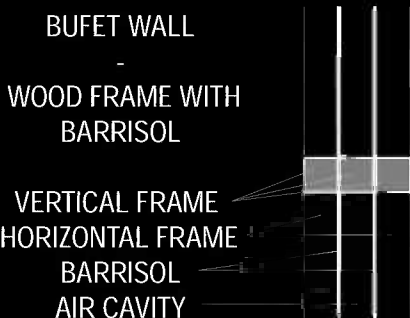 BUFET WALL
-
WOOD FRAME WITH
BARRISOL
VERTICAL FRAME
HORIZONTAL FRAME
BARRISOL
AIR CAVITY